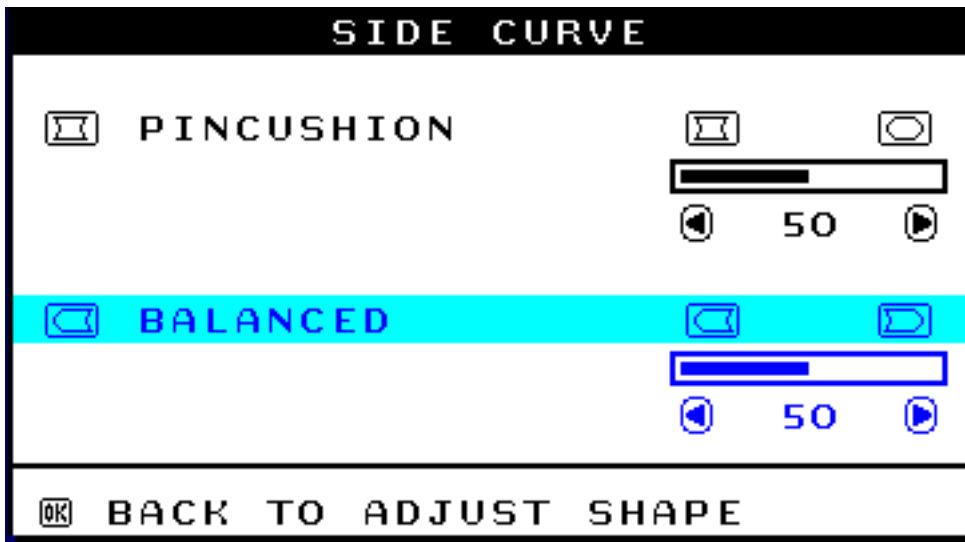 SIDE CURVE
PINCUSHION
50
BALANCED
50
OK BACK TO ADJUST SHAPE